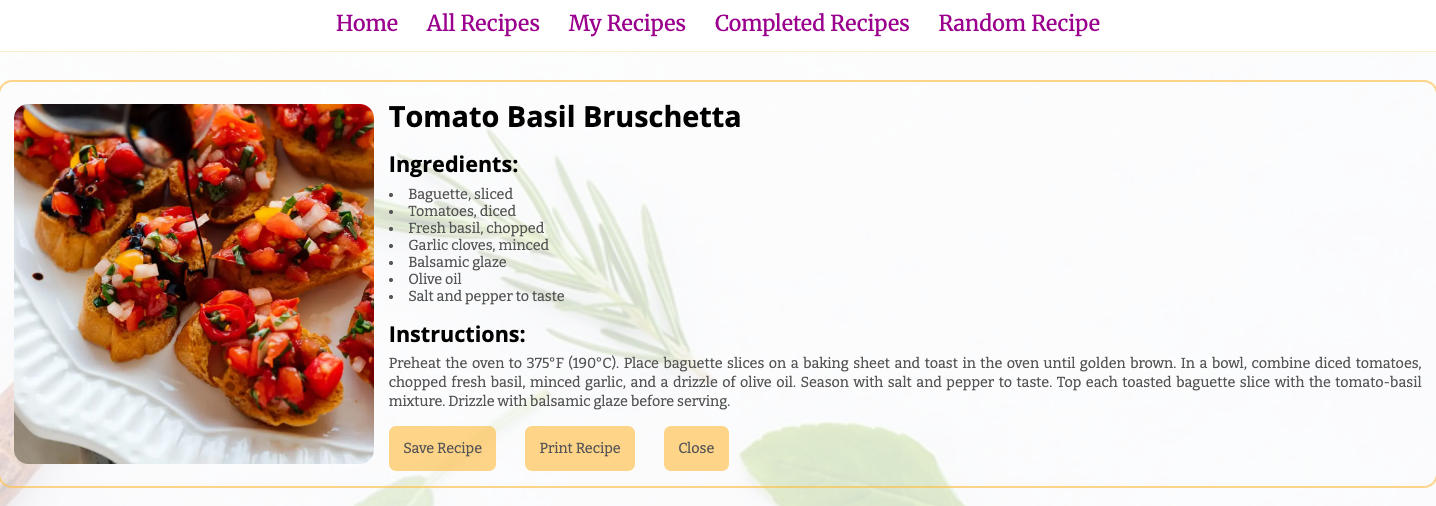 Home All Recipes My Recipes Completed Recipes Random Recipe
Tomato Basil Bruschetta
Ingredients:
• Baguette, sliced
• Tomatoes, diced
• Fresh basil, chopped
• Garlic cloves, minced
• Balsamic glaze
• Olive oil
• Salt and pepper to taste
Instructions:
Preheat the oven to 375°F (190°C). Place baguette slices on a baking sheet and toast in the oven until golden brown. In a bowl, combine diced tomatoes,
chopped fresh basil, minced garlic, and a drizzle of olive oil. Season with salt and pepper to taste. Top each toasted baguette slice with the tomato-basil
mixture. Drizzle with balsamic glaze before serving.
Save Recipe Print Recipe Close